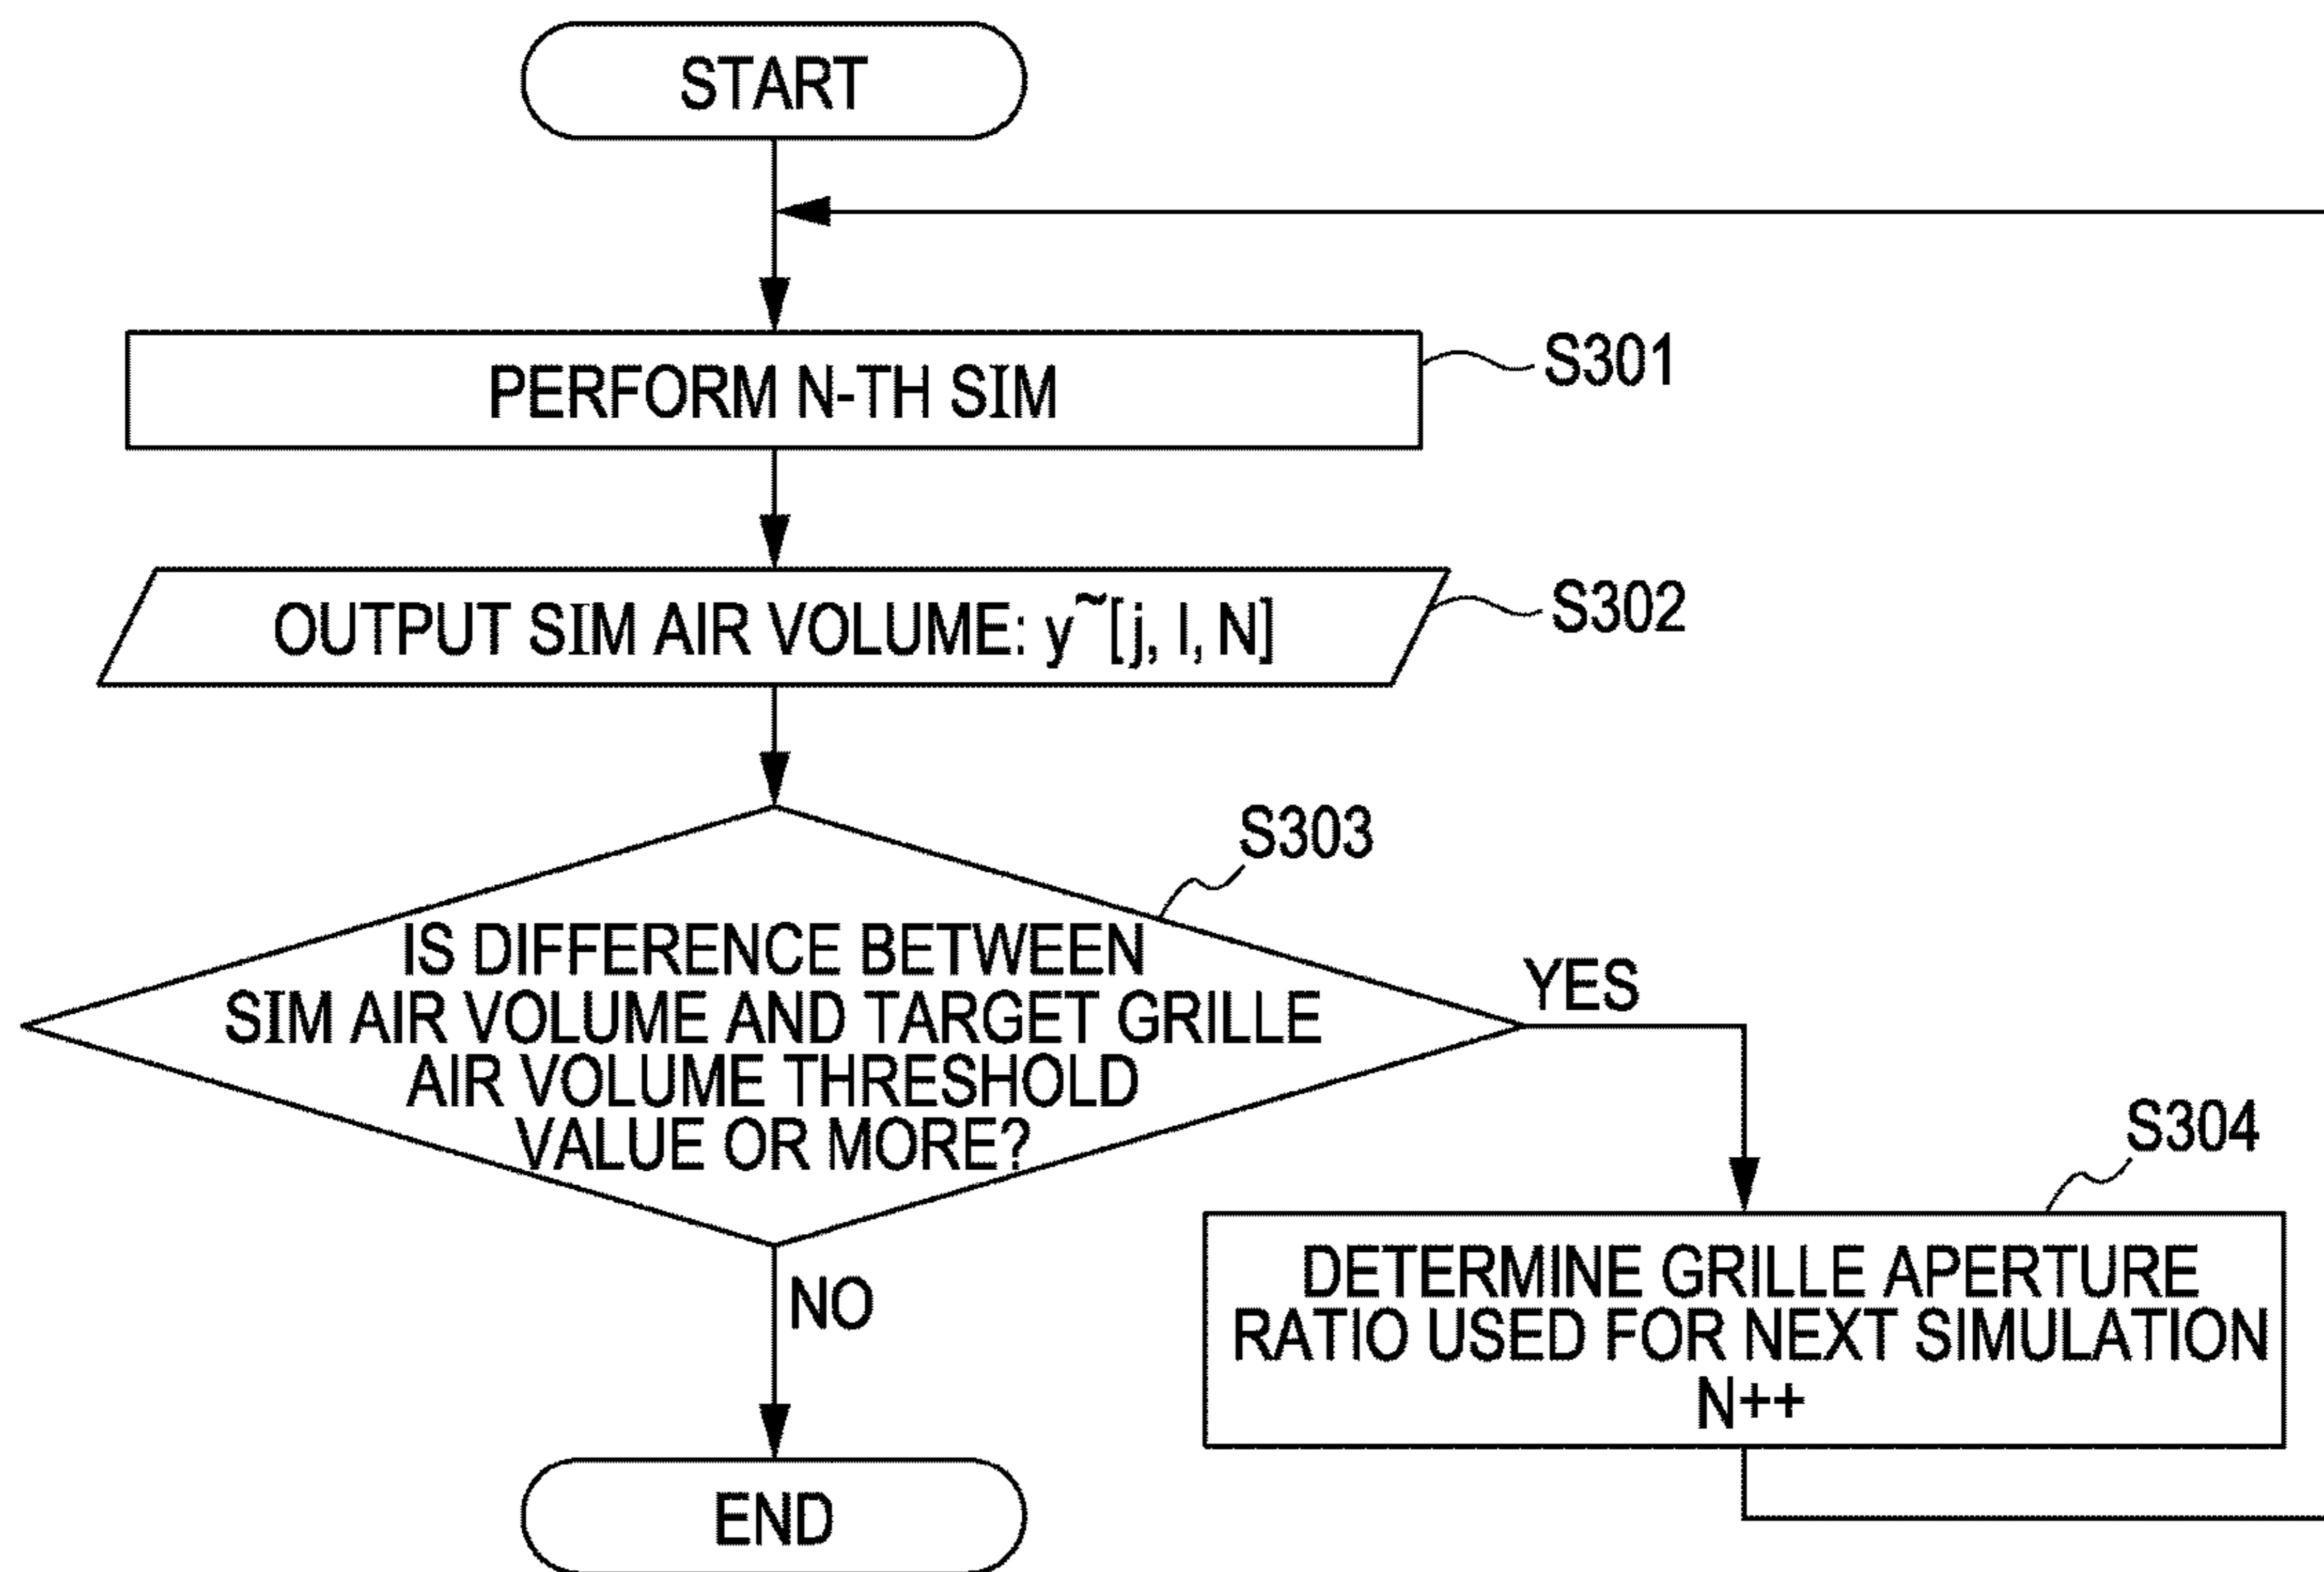 START
PERFORM N-TH SIM
S301
OUTPUT SIM AIR VOLUME: y~[j, l, N]
S302
S303
IS DIFFERENCE BETWEEN
SIM AIR VOLUME AND TARGET GRILLE
AIR VOLUME THRESHOLD
VALUE OR MORE?
YES
S304
DETERMINE GRILLE APERTURE
RATIO USED FOR NEXT SIMULATION
N++
NO
END